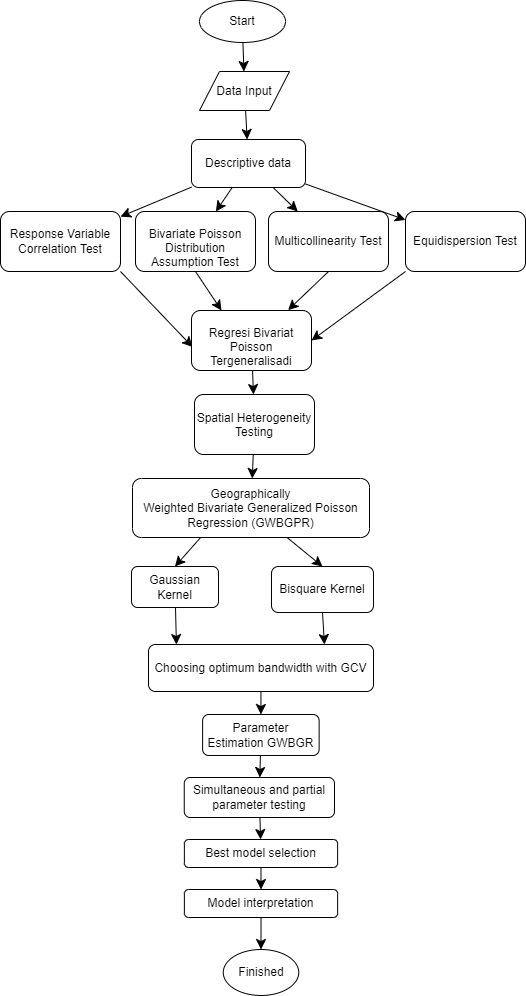 Start
Data Input
Descriptive data
Response Variable
Correlation Test
Bivariate Poisson
Distribution
Assumption Test
Multicollinearity Test
Equidispersion Test
Regresi Bivariat
Poisson
Tergeneralisadi
Spatial Heterogeneity
Testing
Geographically
Weighted Bivariate Generalized Poisson
Regression (GWBGPR)
Gaussian
Kernel
Bisquare Kernel
Choosing optimum bandwidth with GCV
Parameter
Estimation GWBGR
Simultaneous and partial
parameter testing
Best model selection
Model interpretation
Finished